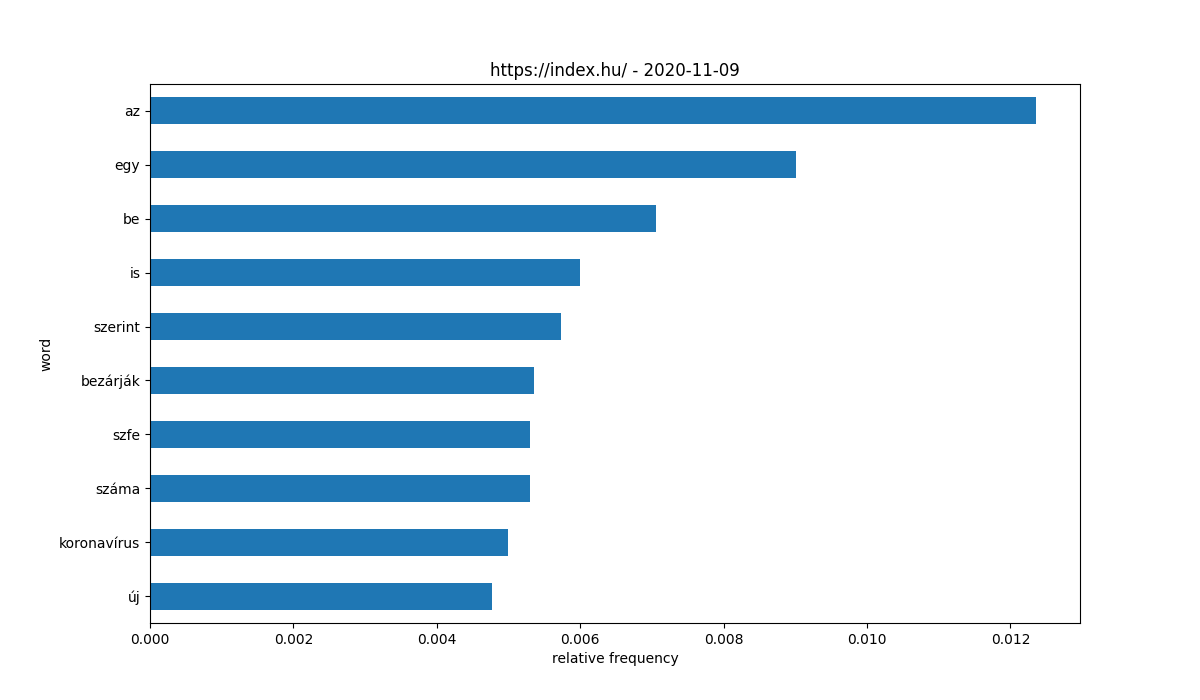 https://index.hu/ - 2020-11-09
az
egy
be
is
szerint
word
bezárják
szfe
száma
koronavírus
új
0.000 0.002 0.004 0.006 0.008 0.010 0.012
relative frequency